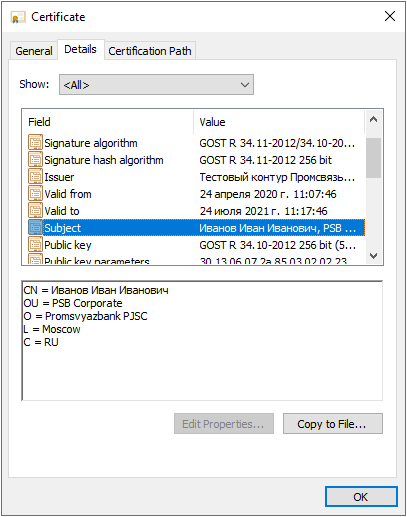 Certificate
General Details Certification Path
Show: <All>
Field Value
Signature algorithm GOST R 34.11-2012/34.10-20...
Signature hash algorithm GOST R 34.11-2012 256 bit
Issuer Тестовый контур Промсвязь...
Valid from 24 апреля 2020 г. 11:07:46
Valid to 24 июля 2021 г. 11:17:46
Subject Иванов Иван Иванович, PSB ...
Public key GOST R 34.10-2012 256 bit (5...
Public key parameters 30 13 06 07 2a 85 03 02 02 23
CN = Иванов Иван Иванович
OU = PSB Corporate
O = Promsvyazbank PJSC
L = Moscow
C = RU
Edit Properties... Copy to File...
OK